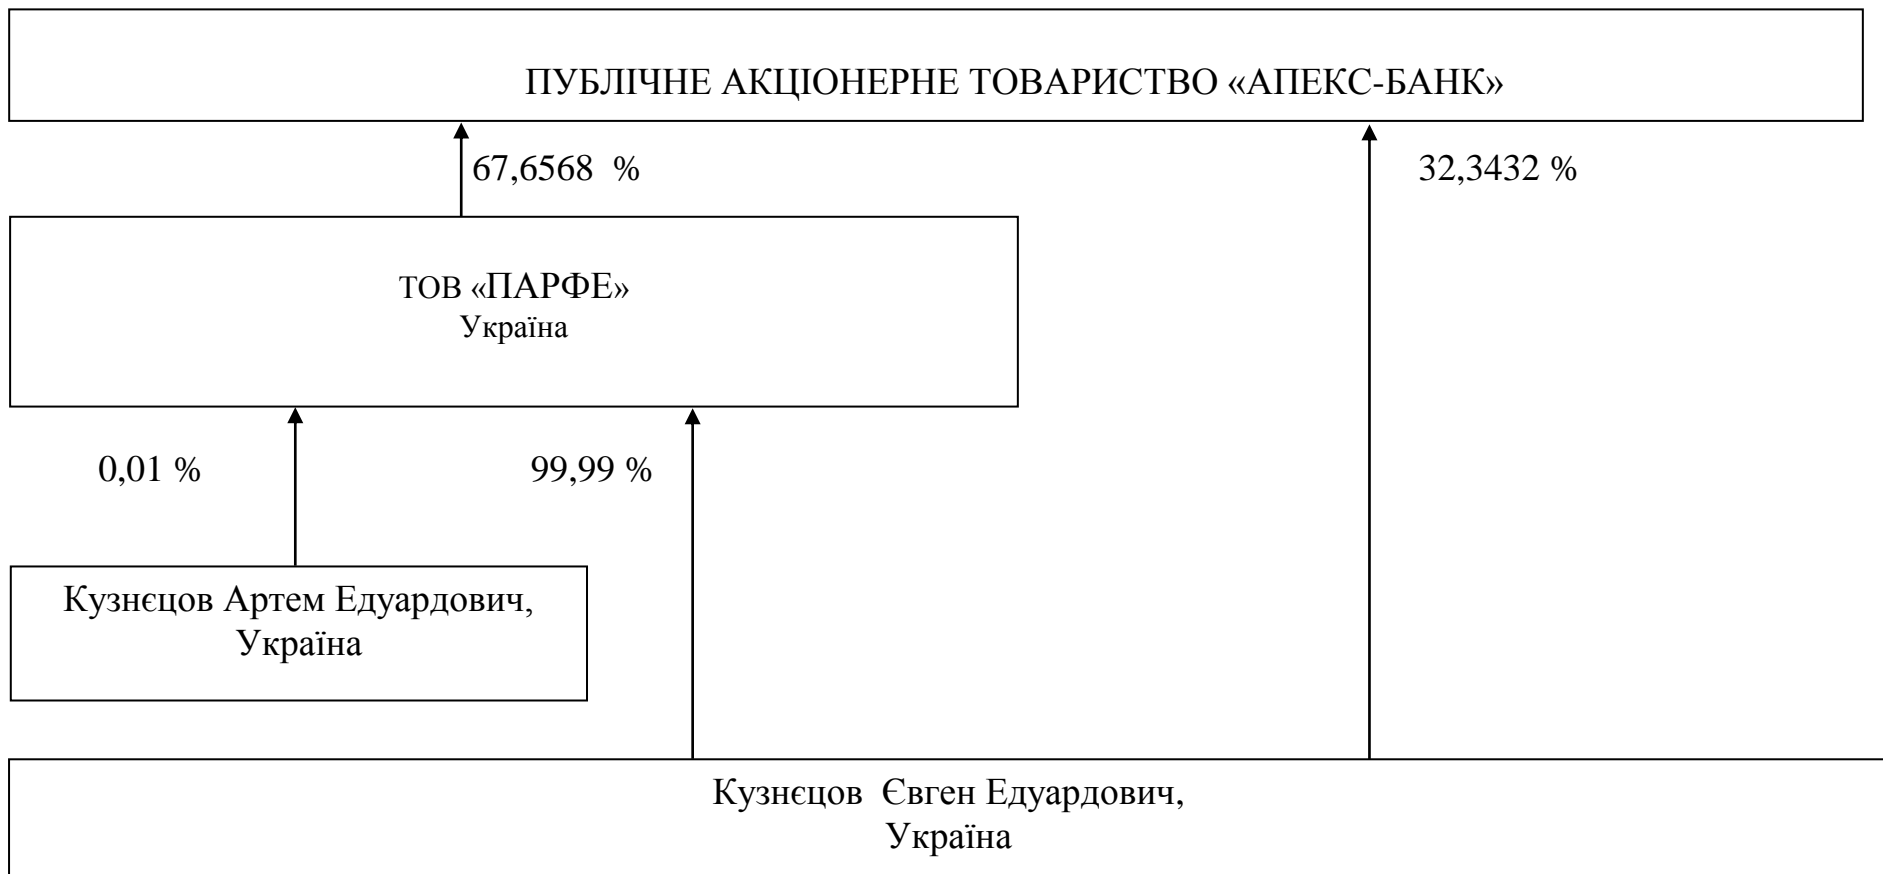 ПУБЛІЧНЕ АКЦІОНЕРНЕ ТОВАРИСТВО «АПЕКС-БАНК»
67,6568 %
32,3432 %
ТОВ «ПАРФЕ»
Україна
0,01 %
99,99 %
Кузнєцов Артем Едуардович,
Україна
Кузнєцов Євген Едуардович,
Україна